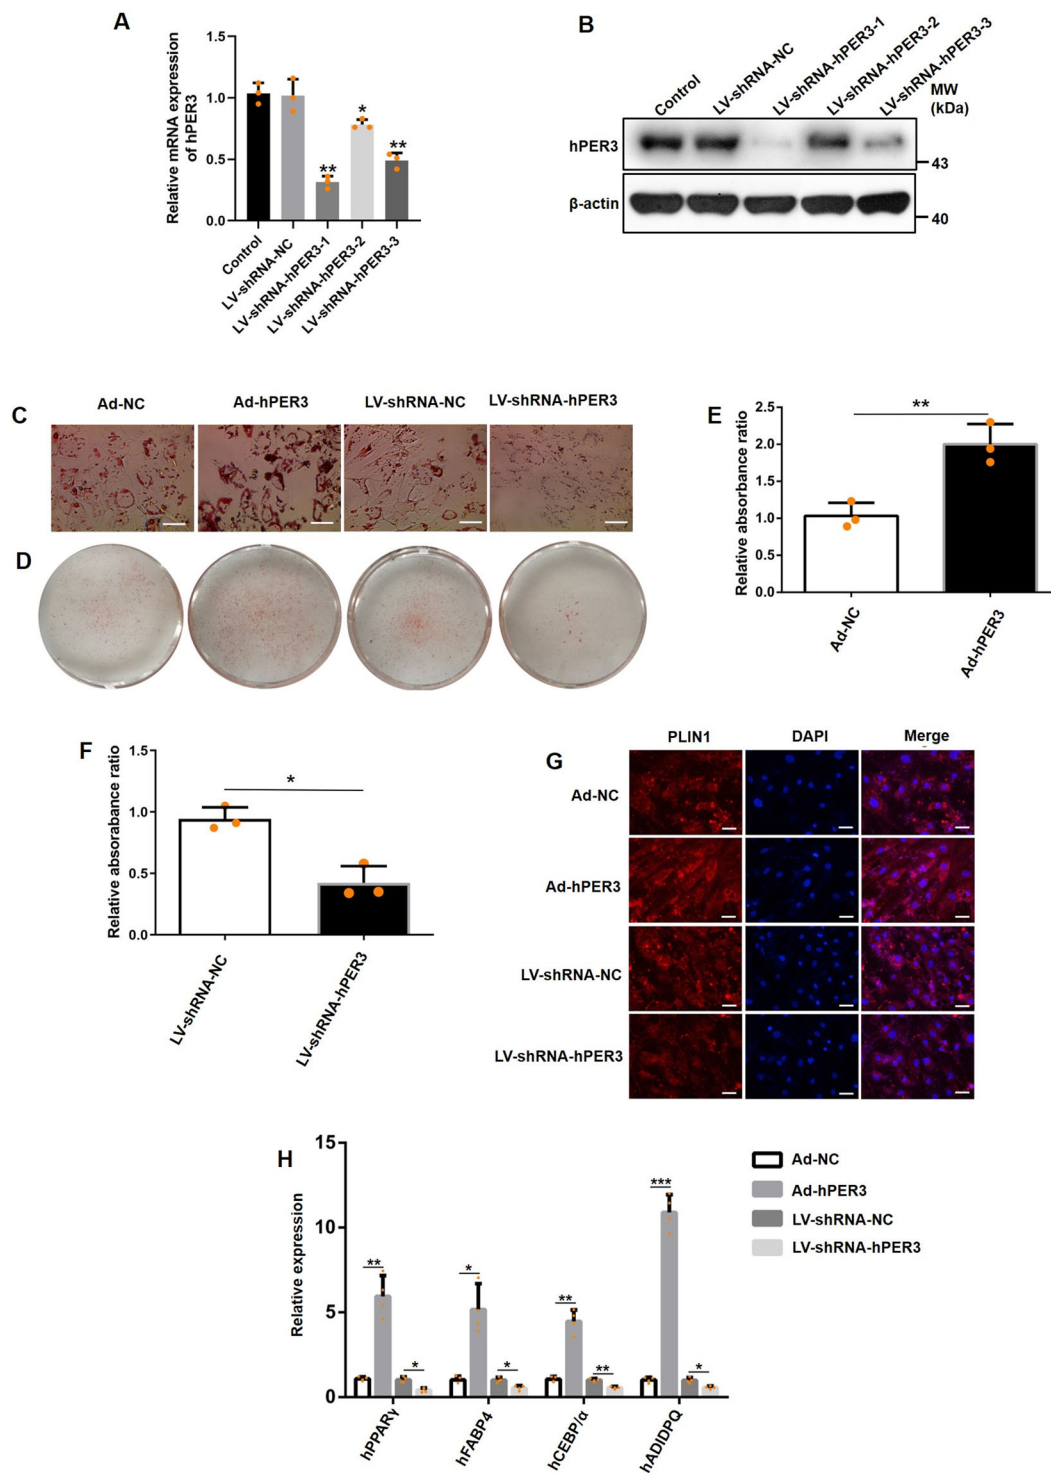 A
Relative mRNA expression
of hPER3
1.5
1.0
0.5
0.0
**
*
**
Control
LV-shRNA-NC
LV-shRNA-hPER3-1
LV-shRNA-hPER3-2
LV-shRNA-hPER3-3
B
Control
LV-shRNA-NC
LV-shRNA-hPER3-1
LV-shRNA-hPER3-2
LV-shRNA-hPER3-3
MW
(kDa)
hPER3
43
β-actin
40
C
Ad-NC
Ad-hPER3
LV-shRNA-NC
LV-shRNA-hPER3
D
E
Relative absorbance ratio
2.5
2.0
1.5
1.0
0.5
0.0
**
Ad-NC
Ad-hPER3
F
Relative absorabance ratio
1.5
1.0
0.5
0.0
*
LV-shRNA-NC
LV-shRNA-hPER3
G
PLIN1
DAPI
Merge
Ad-NC
Ad-hPER3
LV-shRNA-NC
LV-shRNA-hPER3
H
Relative expression
15
10
5
0
**
*
*
*
**
**
***
*
hPPARγ
hFABP4
hCEBP/α
hADIDPQ
Ad-NC
Ad-hPER3
LV-shRNA-NC
LV-shRNA-hPER3